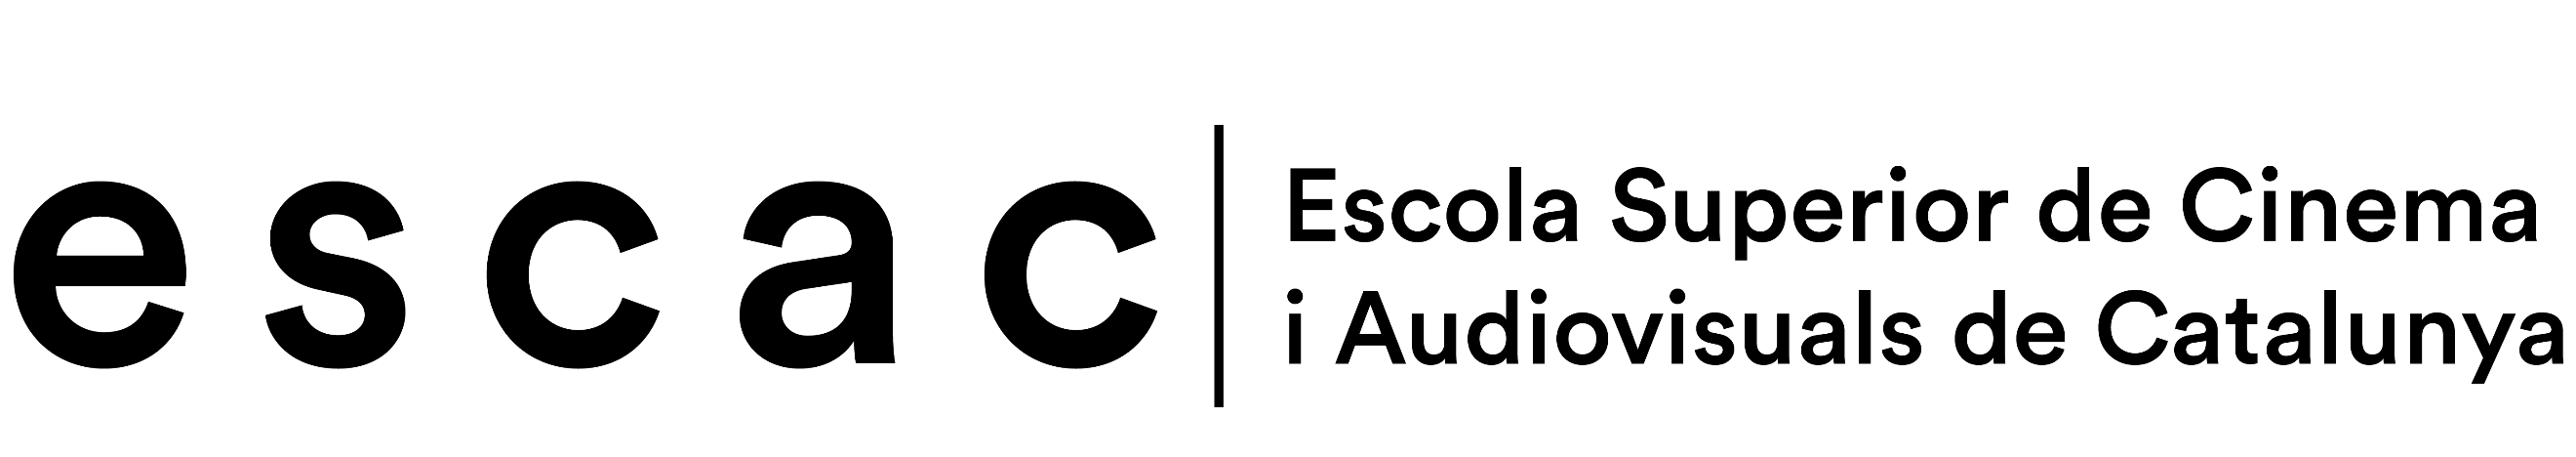 escac
Escola Superior de Cinema
i Audiovisuals de Catalunya